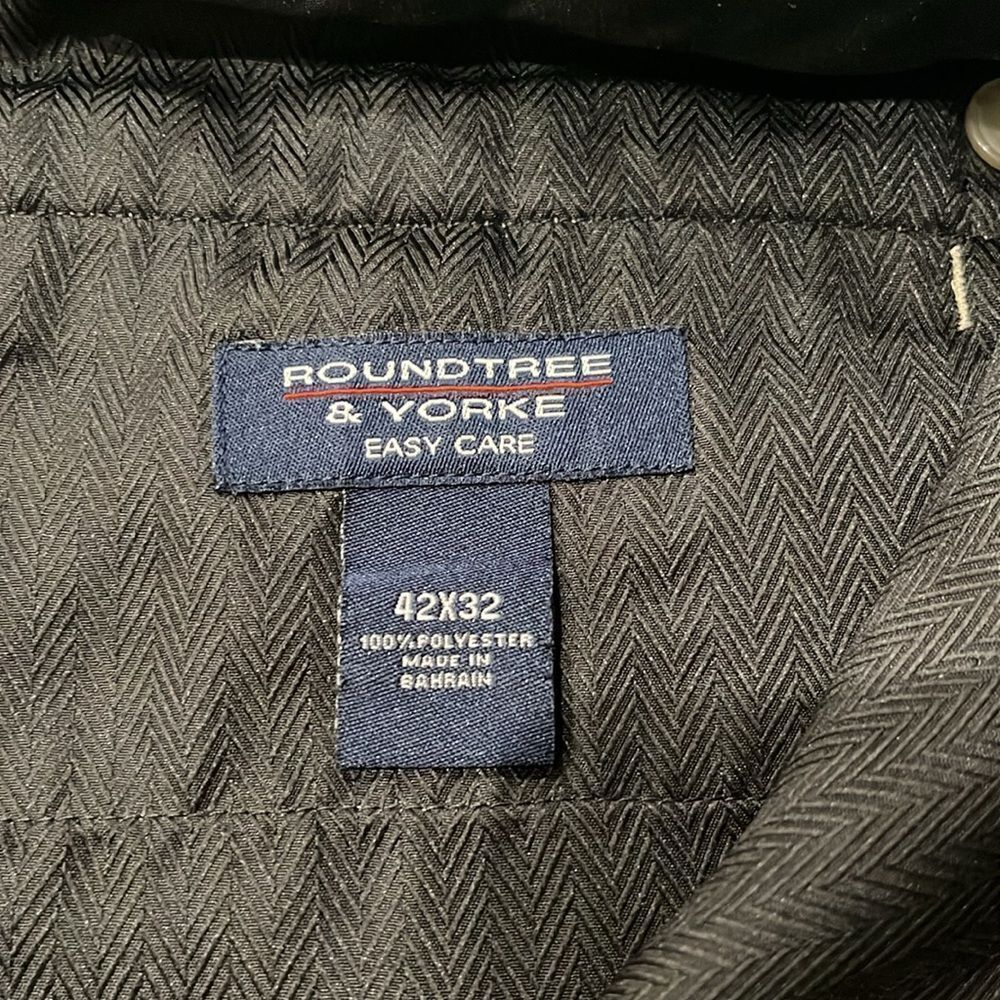 ROUNDTREE
& YORKE
EASY CARE
42X32
100% POLYESTER
MADE IN
BAHRAIN